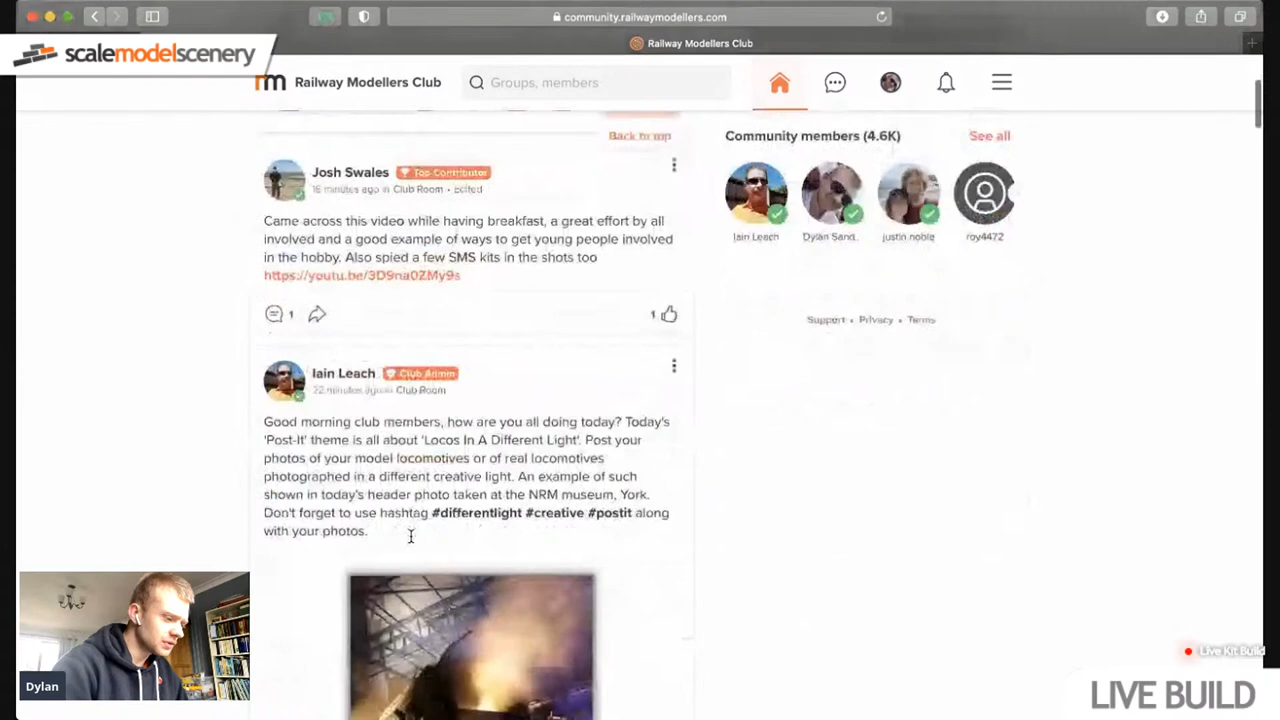 community.railwaymodellers.com
Railway Modellers Club
scalemodelscenery
rm Railway Modellers Club
Groups, members
Back to top
Community members (4.6K)
See all
Josh Swales Top Contributor
16 minutes ago in Club Room • Edited
Came across this video while having breakfast, a great effort by all
involved and a good example of ways to get young people involved
in the hobby. Also spied a few SMS kits in the shots too
https://youtu.be/3D9na0ZMy9s
Iain Leach
Dylan Sand..
justin noble
roy4472
1
1
Support • Privacy • Terms
Iain Leach Club Admin
22 minutes ago in Club Room
Good morning club members, how are you all doing today? Today's
'Post-It' theme is all about 'Locos In A Different Light'. Post your
photos of your model locomotives or of real locomotives
photographed in a different creative light. An example of such
shown in today's header photo taken at the NRM museum, York.
Don't forget to use hashtag #differentlight #creative #postit along
with your photos.
Dylan
Live Kit Build
LIVE BUILD